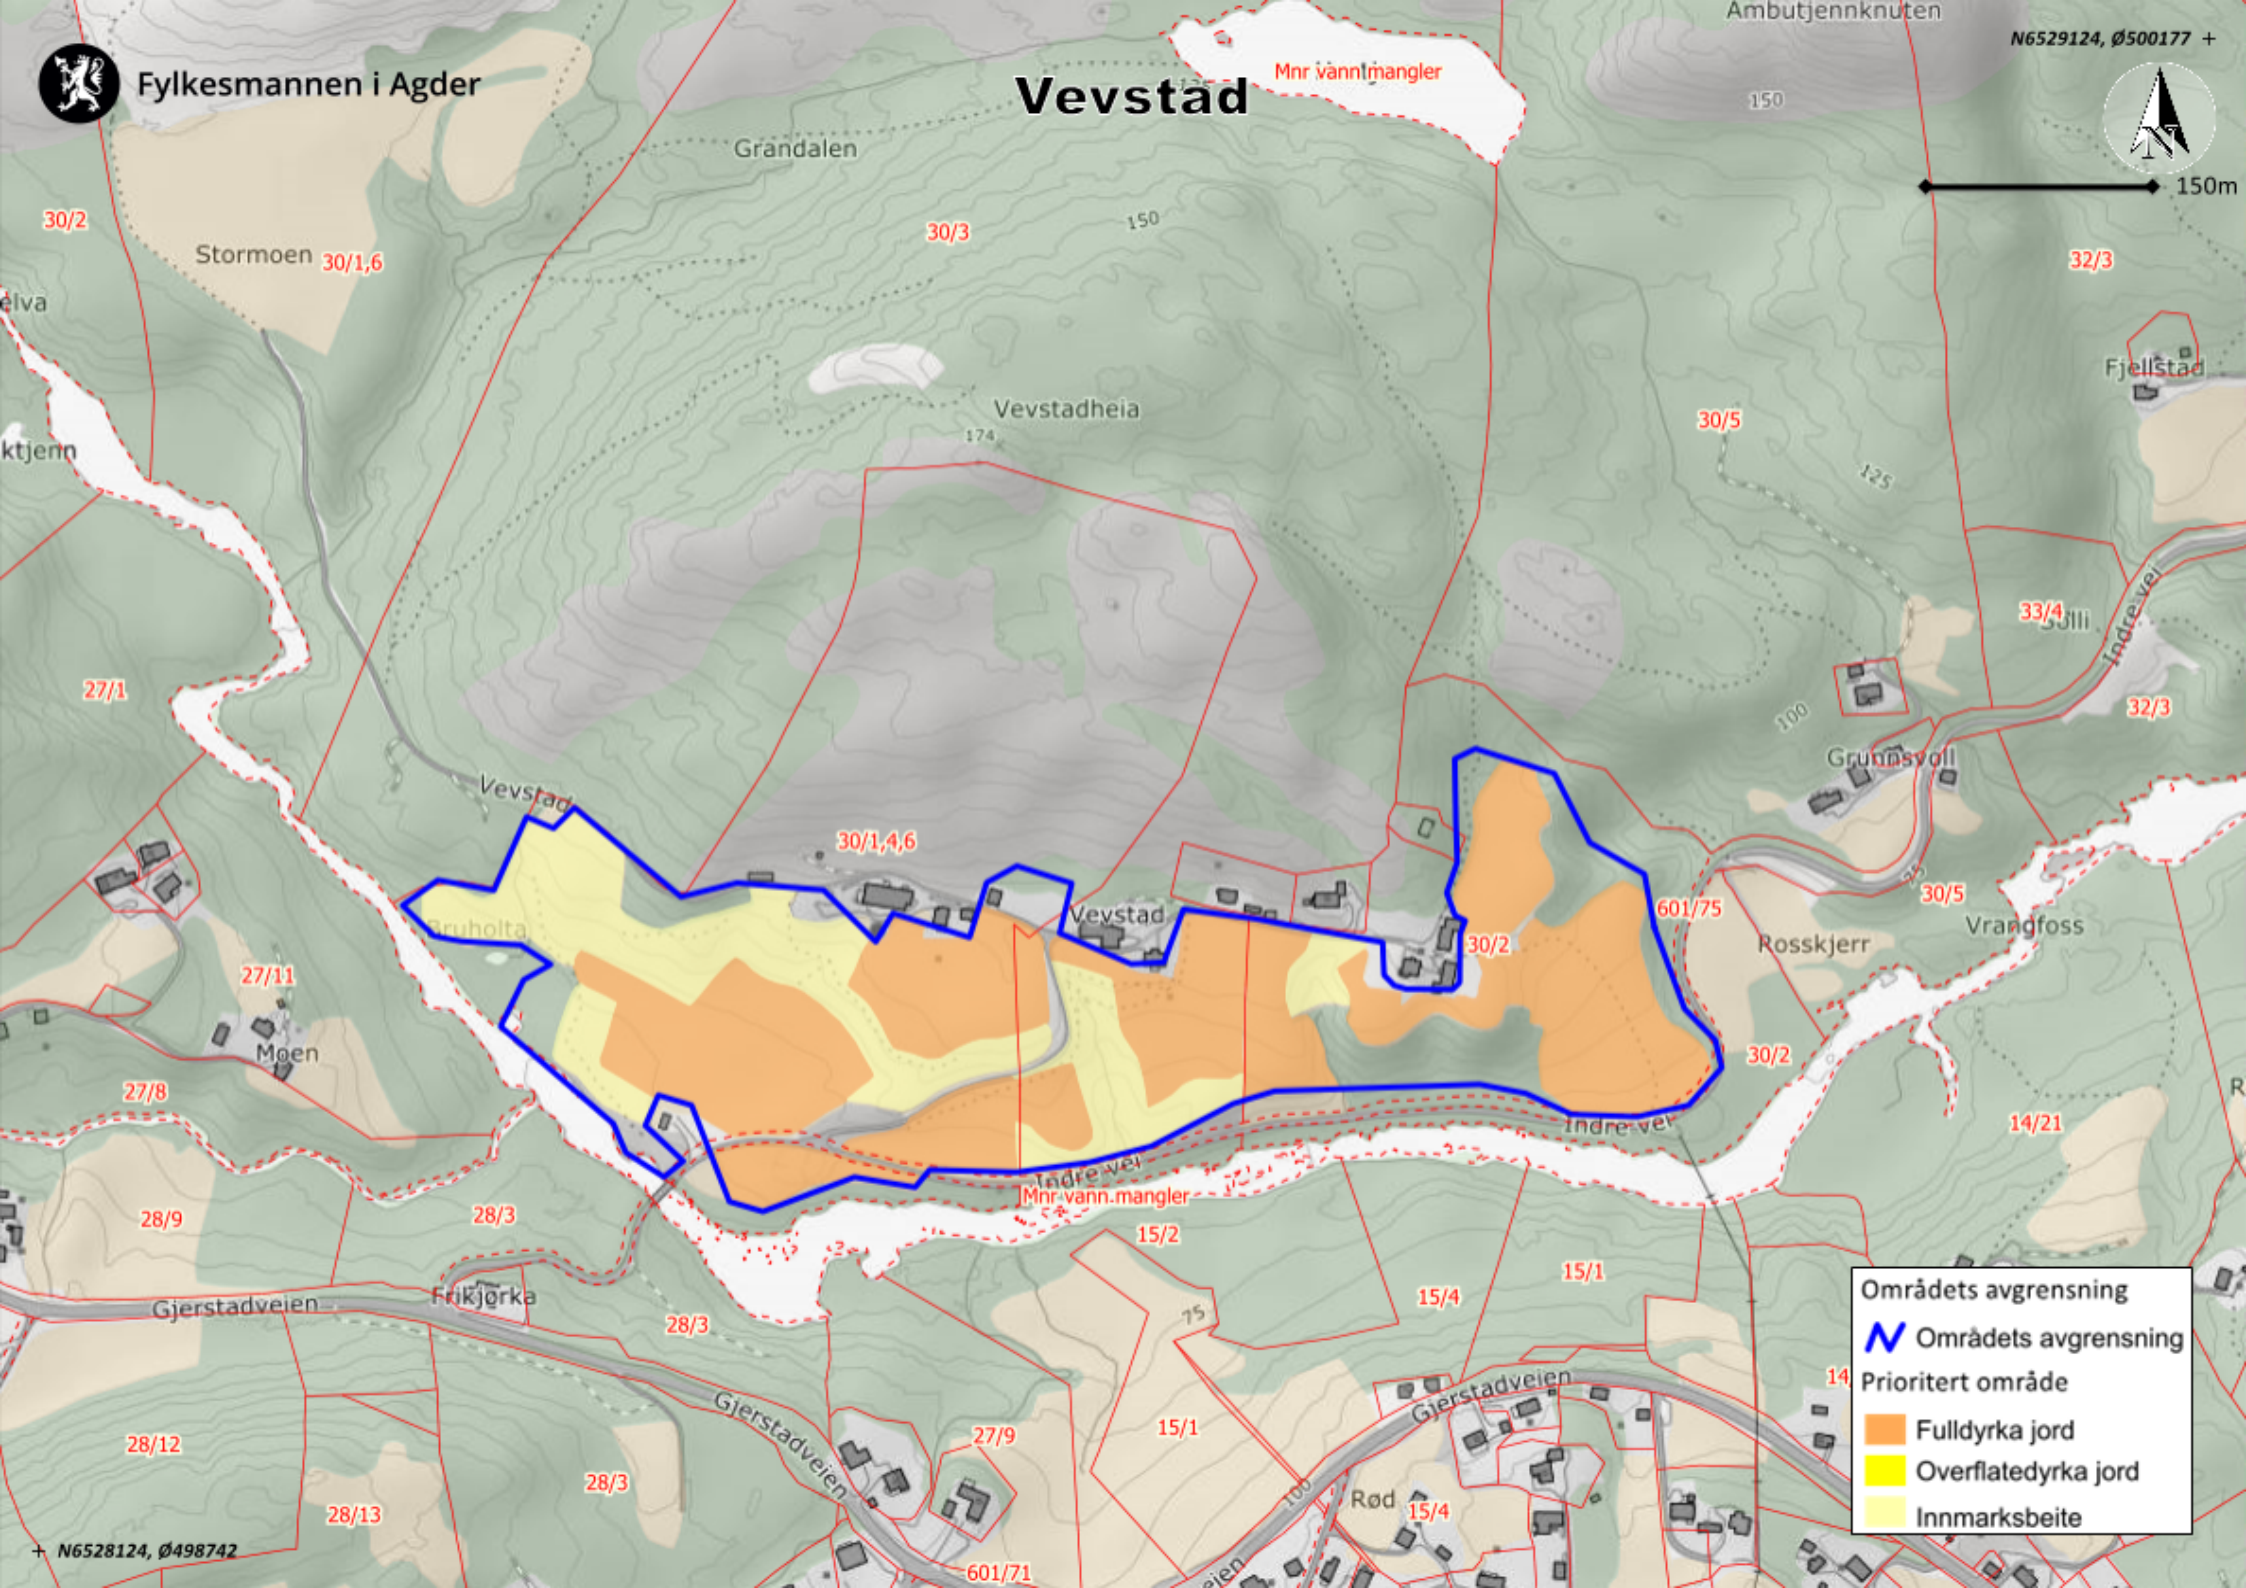 Ambutjennknuten
N6529124, Ø500177 +
Fylkesmannen i Agder
Vevstad
Mnr vann mangler
150
150m
Grandalen
30/2
30/3
150
Stormoen
30/1,6
32/3
elva
Fjellstad
Vevstadheia
174
30/5
ktjenn
125
33/4
Indre vei
27/1
32/3
100
Grunnsvoll
Vevstad
30/1,4,6
75
30/5
Vevstad
601/75
Bruholta
30/2
Rosskjerr
Vrangfoss
27/11
Moen
30/2
27/8
R
Indre vei
14/21
Indre vei
Mnr vann mangler
28/9
28/3
15/2
15/1
Frikjørka
15/4
Gjerstadveien
28/3
75
Områdets avgrensning
Områdets avgrensning
Gjerstadveien
14
Prioritert område
Gjerstadveien
15/1
27/9
Fulldyrka jord
28/12
Overflatedyrka jord
28/3
100
Rød
15/4
28/13
Innmarksbeite
+ N6528124, Ø498742
601/71
eien